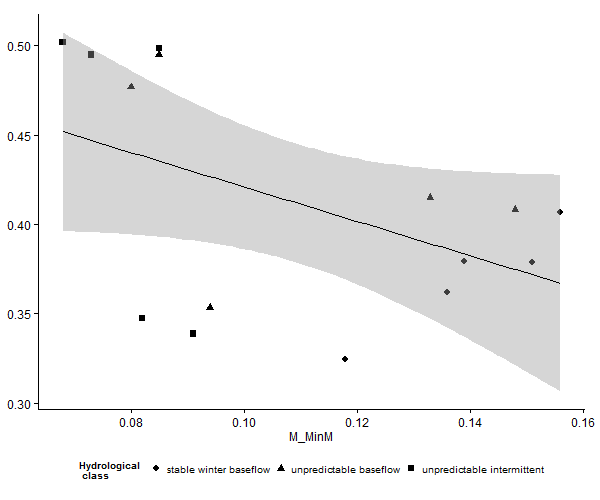 0.50
0.45
0.40
0.35
0.30
0.08 0.10 0.12 0.14 0.16
M_MinM
Hydrological
class
stable winter baseflow unpredictable baseflow unpredictable intermittent